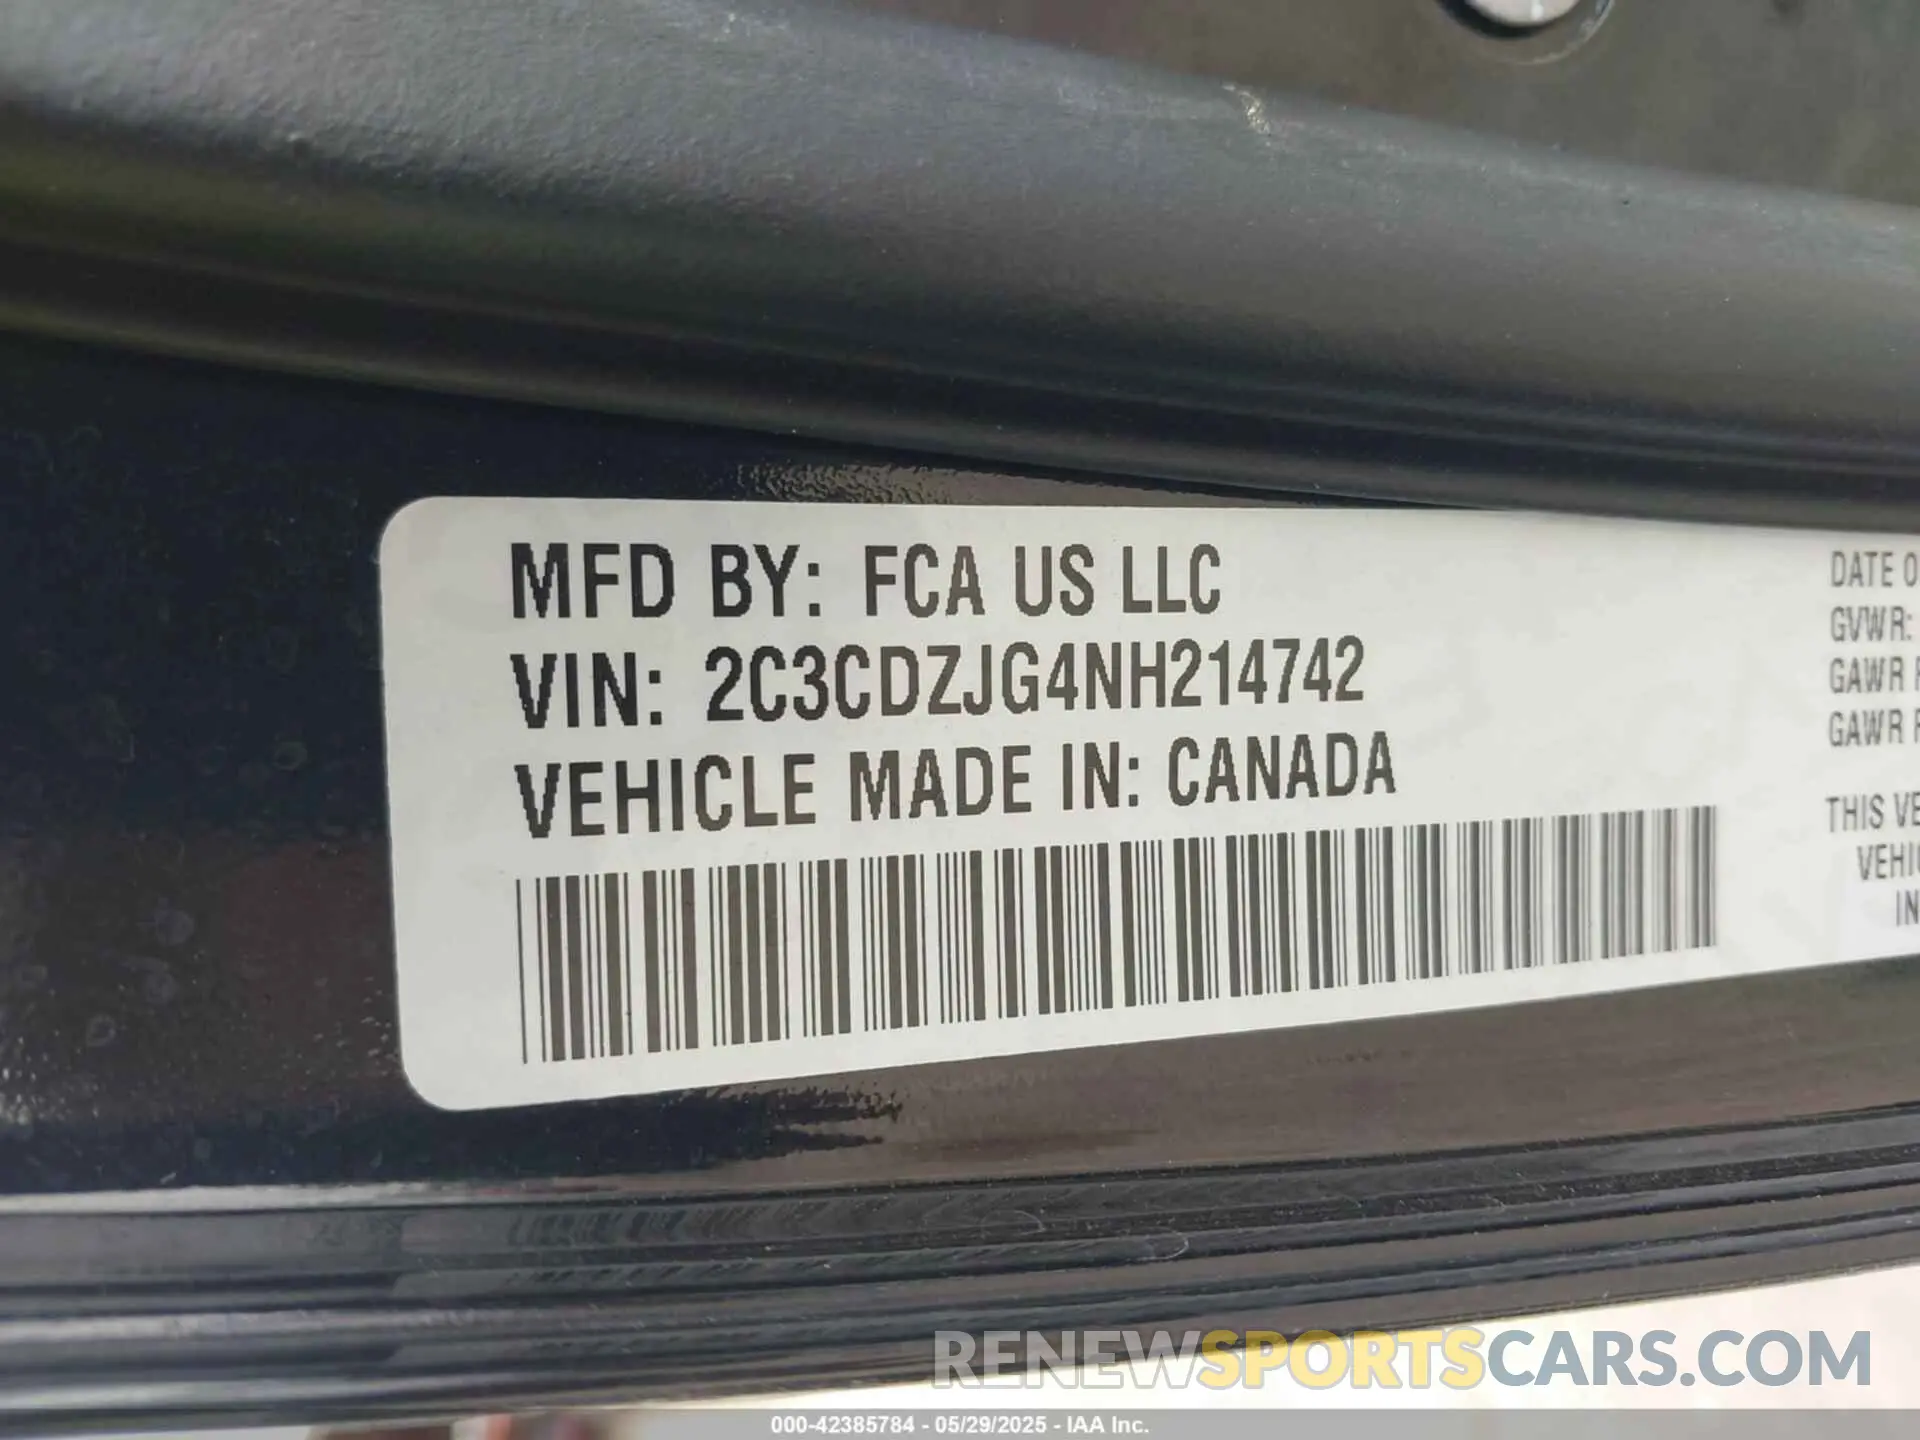 MFD BY: FCA US LLC
VIN: 2C3CDZJG4NH214742
VEHICLE MADE IN: CANADA
DATE O
GVWR:
GAWR F
GAWR R
THIS VE
VEHIC
IN
RENEWSPORTSCARS.COM
000-42385784 - 05/29/2025 - IAA Inc.